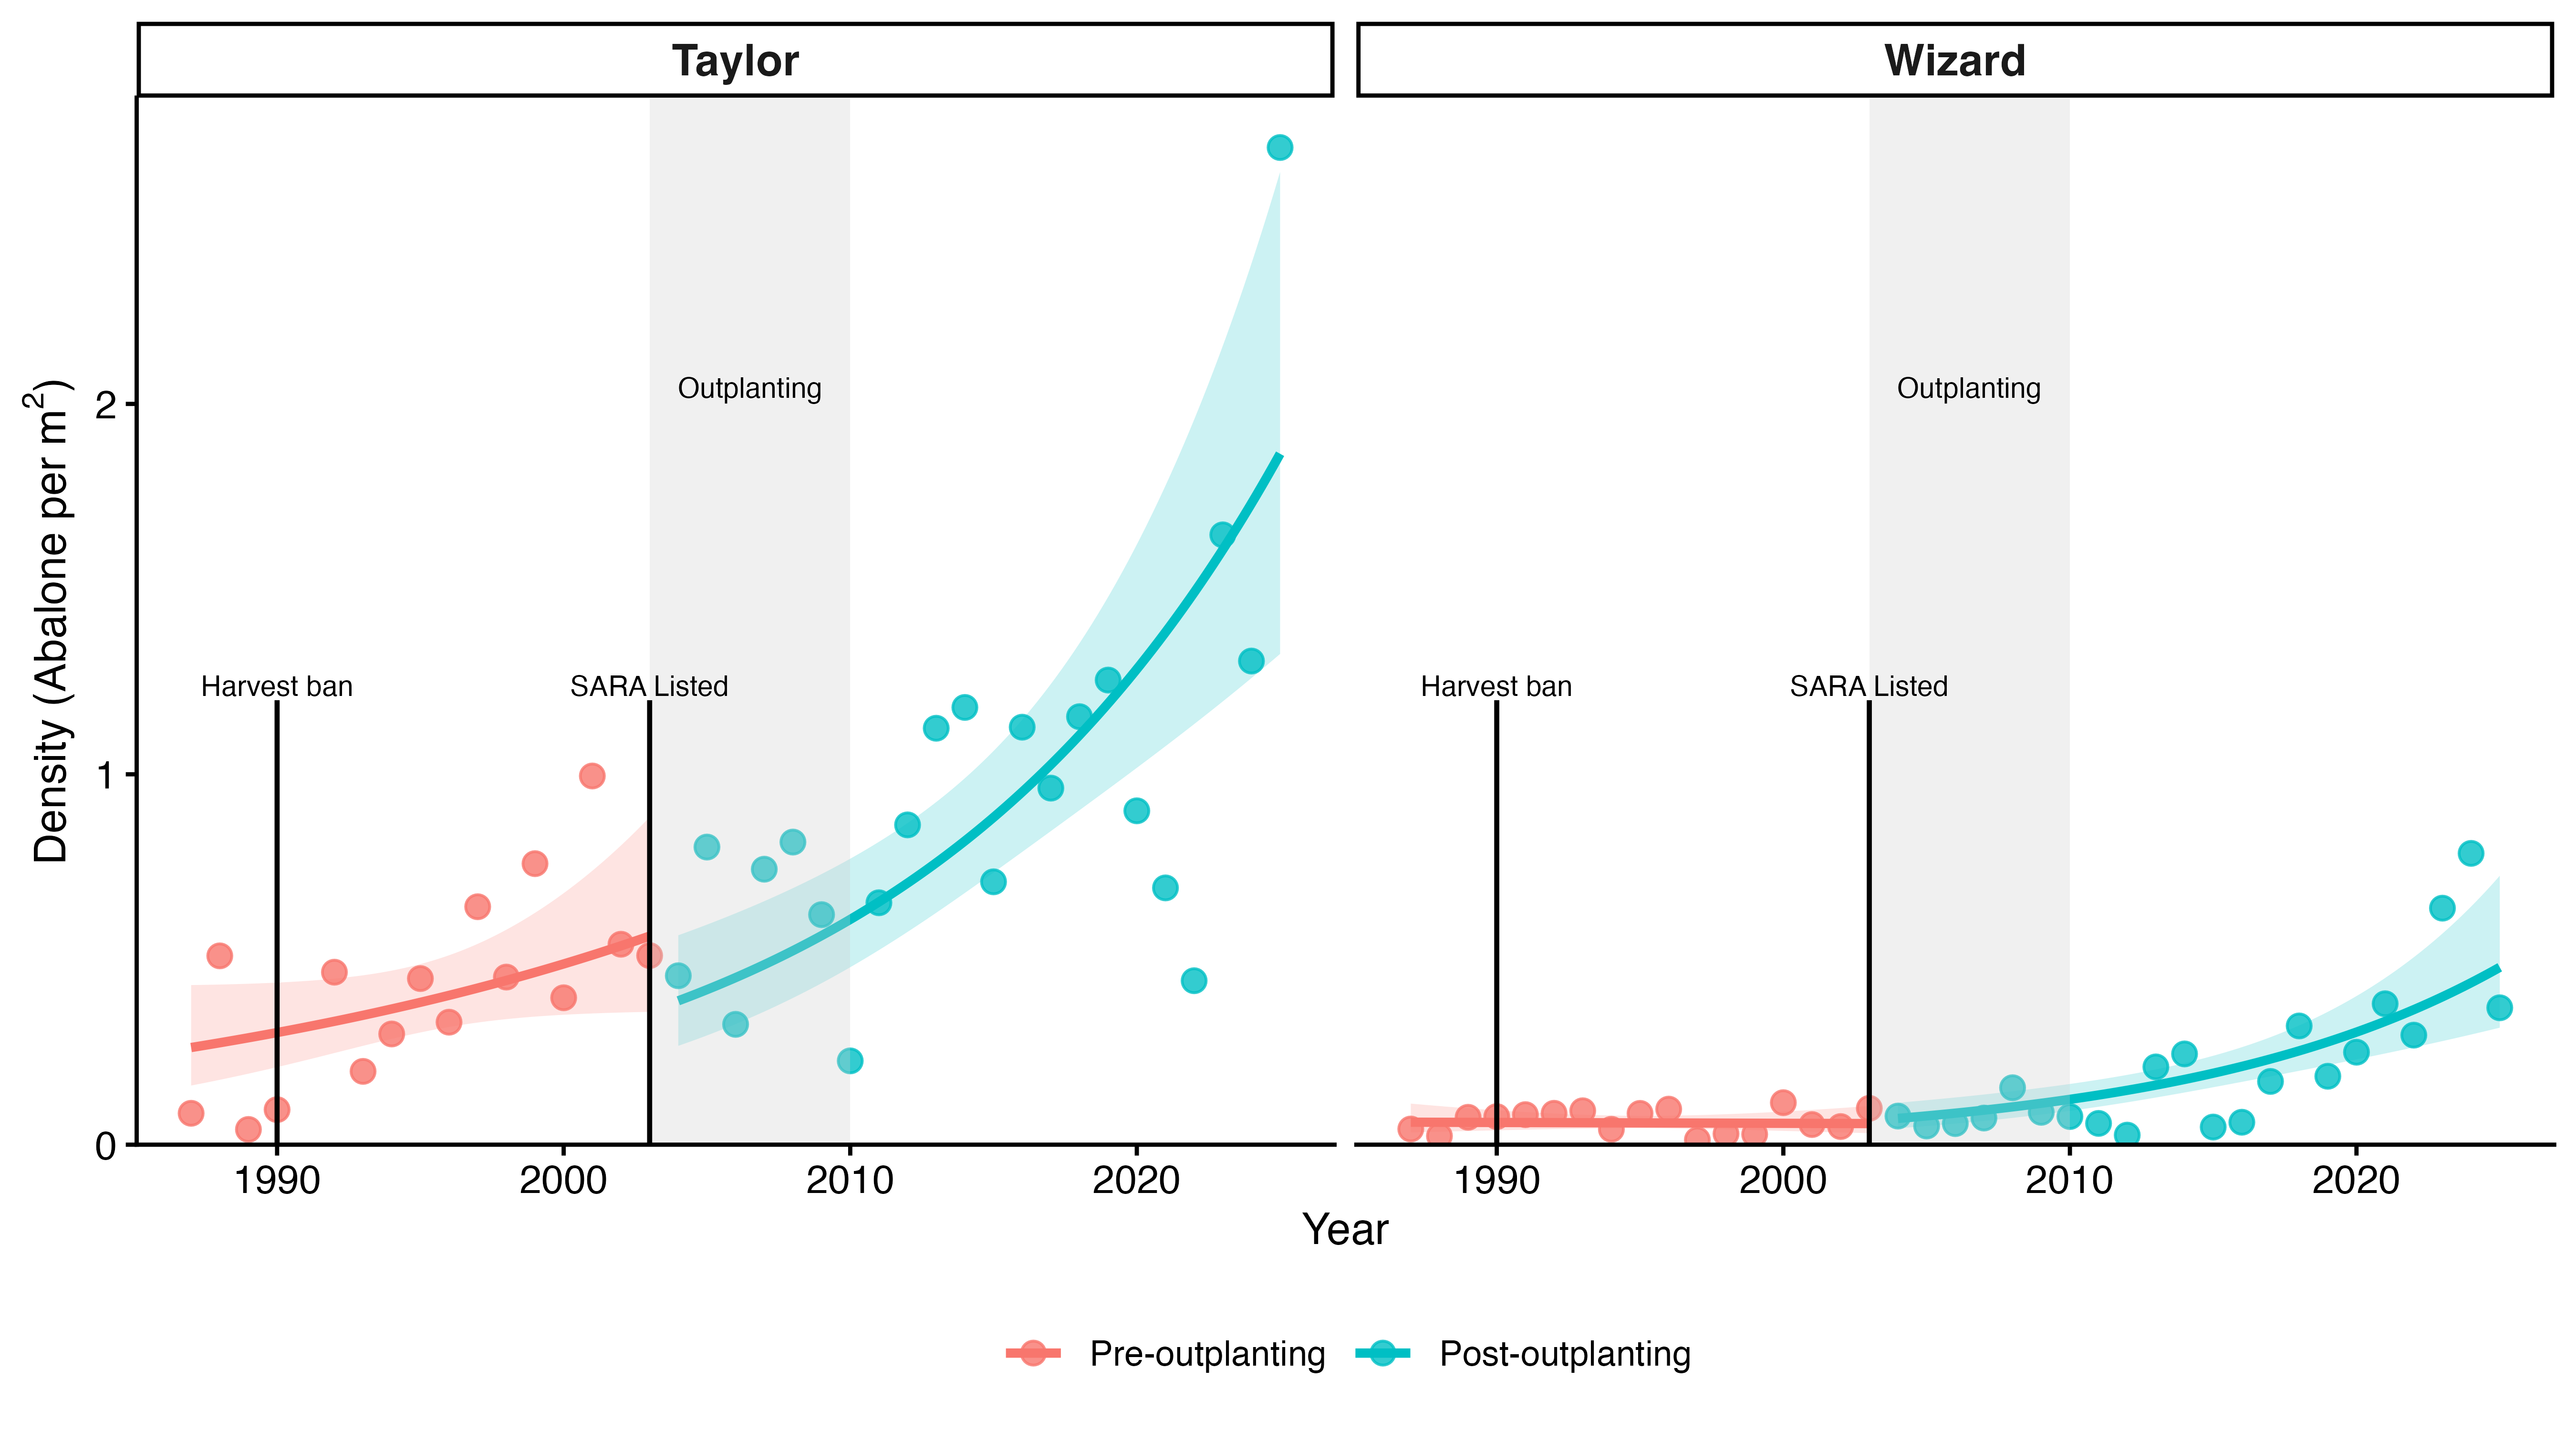 Taylor
Wizard
Density (Abalone per m²)
2
1
0
Outplanting
Harvest ban
SARA Listed
1990
2000
2010
2020
Outplanting
Harvest ban
SARA Listed
1990
2000
2010
2020
Year
Pre-outplanting
Post-outplanting